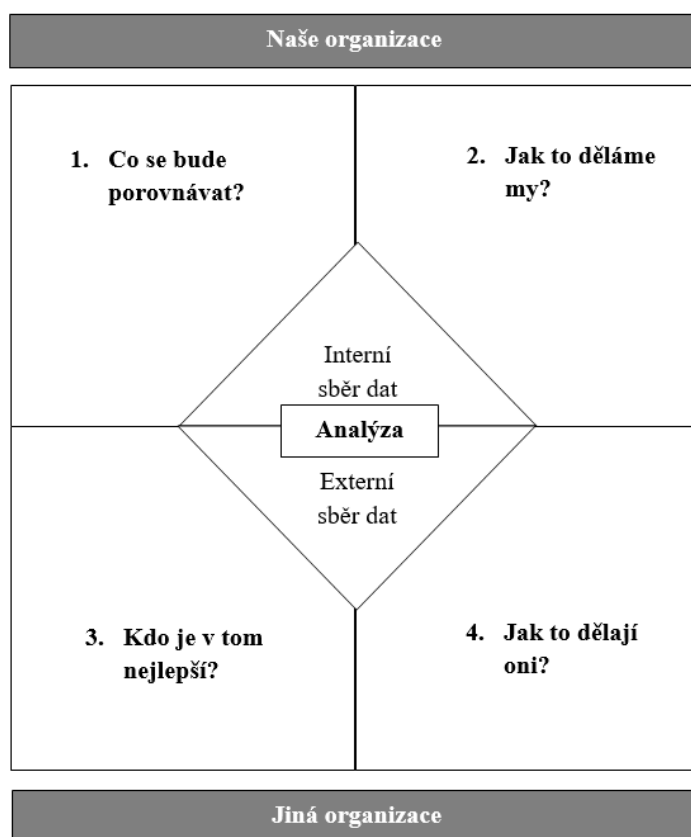 Naše organizace
1. Co se bude
porovnávat?
2. Jak to děláme
my?
Interní
sběr dat
Analýza
Externí
sběr dat
3. Kdo je v tom
nejlepší?
4. Jak to dělají
oni?
Jiná organizace